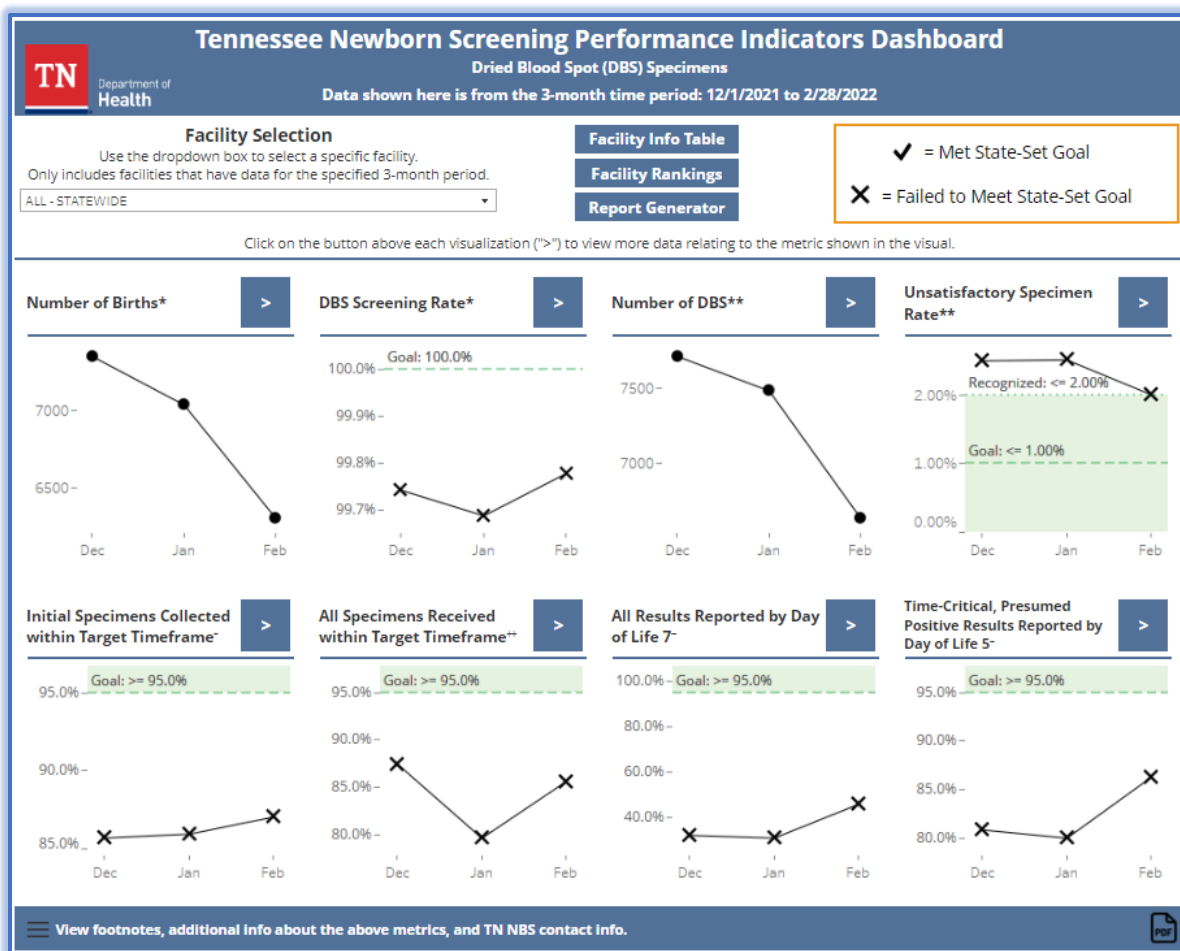 Tennessee Newborn Screening Performance Indicators Dashboard
Dried Blood Spot (DBS) Specimens
Data shown here is from the 3-month time period: 12/1/2021 to 2/28/2022
TN
Department of
Health
Facility Selection
Use the dropdown box to select a specific facility.
Only includes facilities that have data for the specified 3-month period.
ALL - STATEWIDE
Facility Info Table
Facility Rankings
Report Generator
✔ = Met State-Set Goal
✕ = Failed to Meet State-Set Goal
Click on the button above each visualization (">") to view more data relating to the metric shown in the visual.
Number of Births*
>
7000
6500
Dec Jan Feb
DBS Screening Rate*
>
Goal: 100.0%
100.0%
99.9%
99.8%
99.7%
Dec Jan Feb
Number of DBS**
>
7500
7000
Dec Jan Feb
Unsatisfactory Specimen
Rate**
>
Recognized: <= 2.00%
2.00%
Goal: <= 1.00%
1.00%
0.00%
Dec Jan Feb
Initial Specimens Collected
within Target Timeframe⁻
>
Goal: >= 95.0%
95.0%
90.0%
85.0%
Dec Jan Feb
All Specimens Received
within Target Timeframe⁺⁺
>
Goal: >= 95.0%
95.0%
90.0%
85.0%
80.0%
Dec Jan Feb
All Results Reported by Day
of Life 7⁻
>
100.0%
Goal: >= 95.0%
80.0%
60.0%
40.0%
Dec Jan Feb
Time-Critical, Presumed
Positive Results Reported by
Day of Life 5⁻
>
Goal: >= 95.0%
95.0%
90.0%
85.0%
80.0%
Dec Jan Feb
View footnotes, additional info about the above metrics, and TN NBS contact info.
PDF